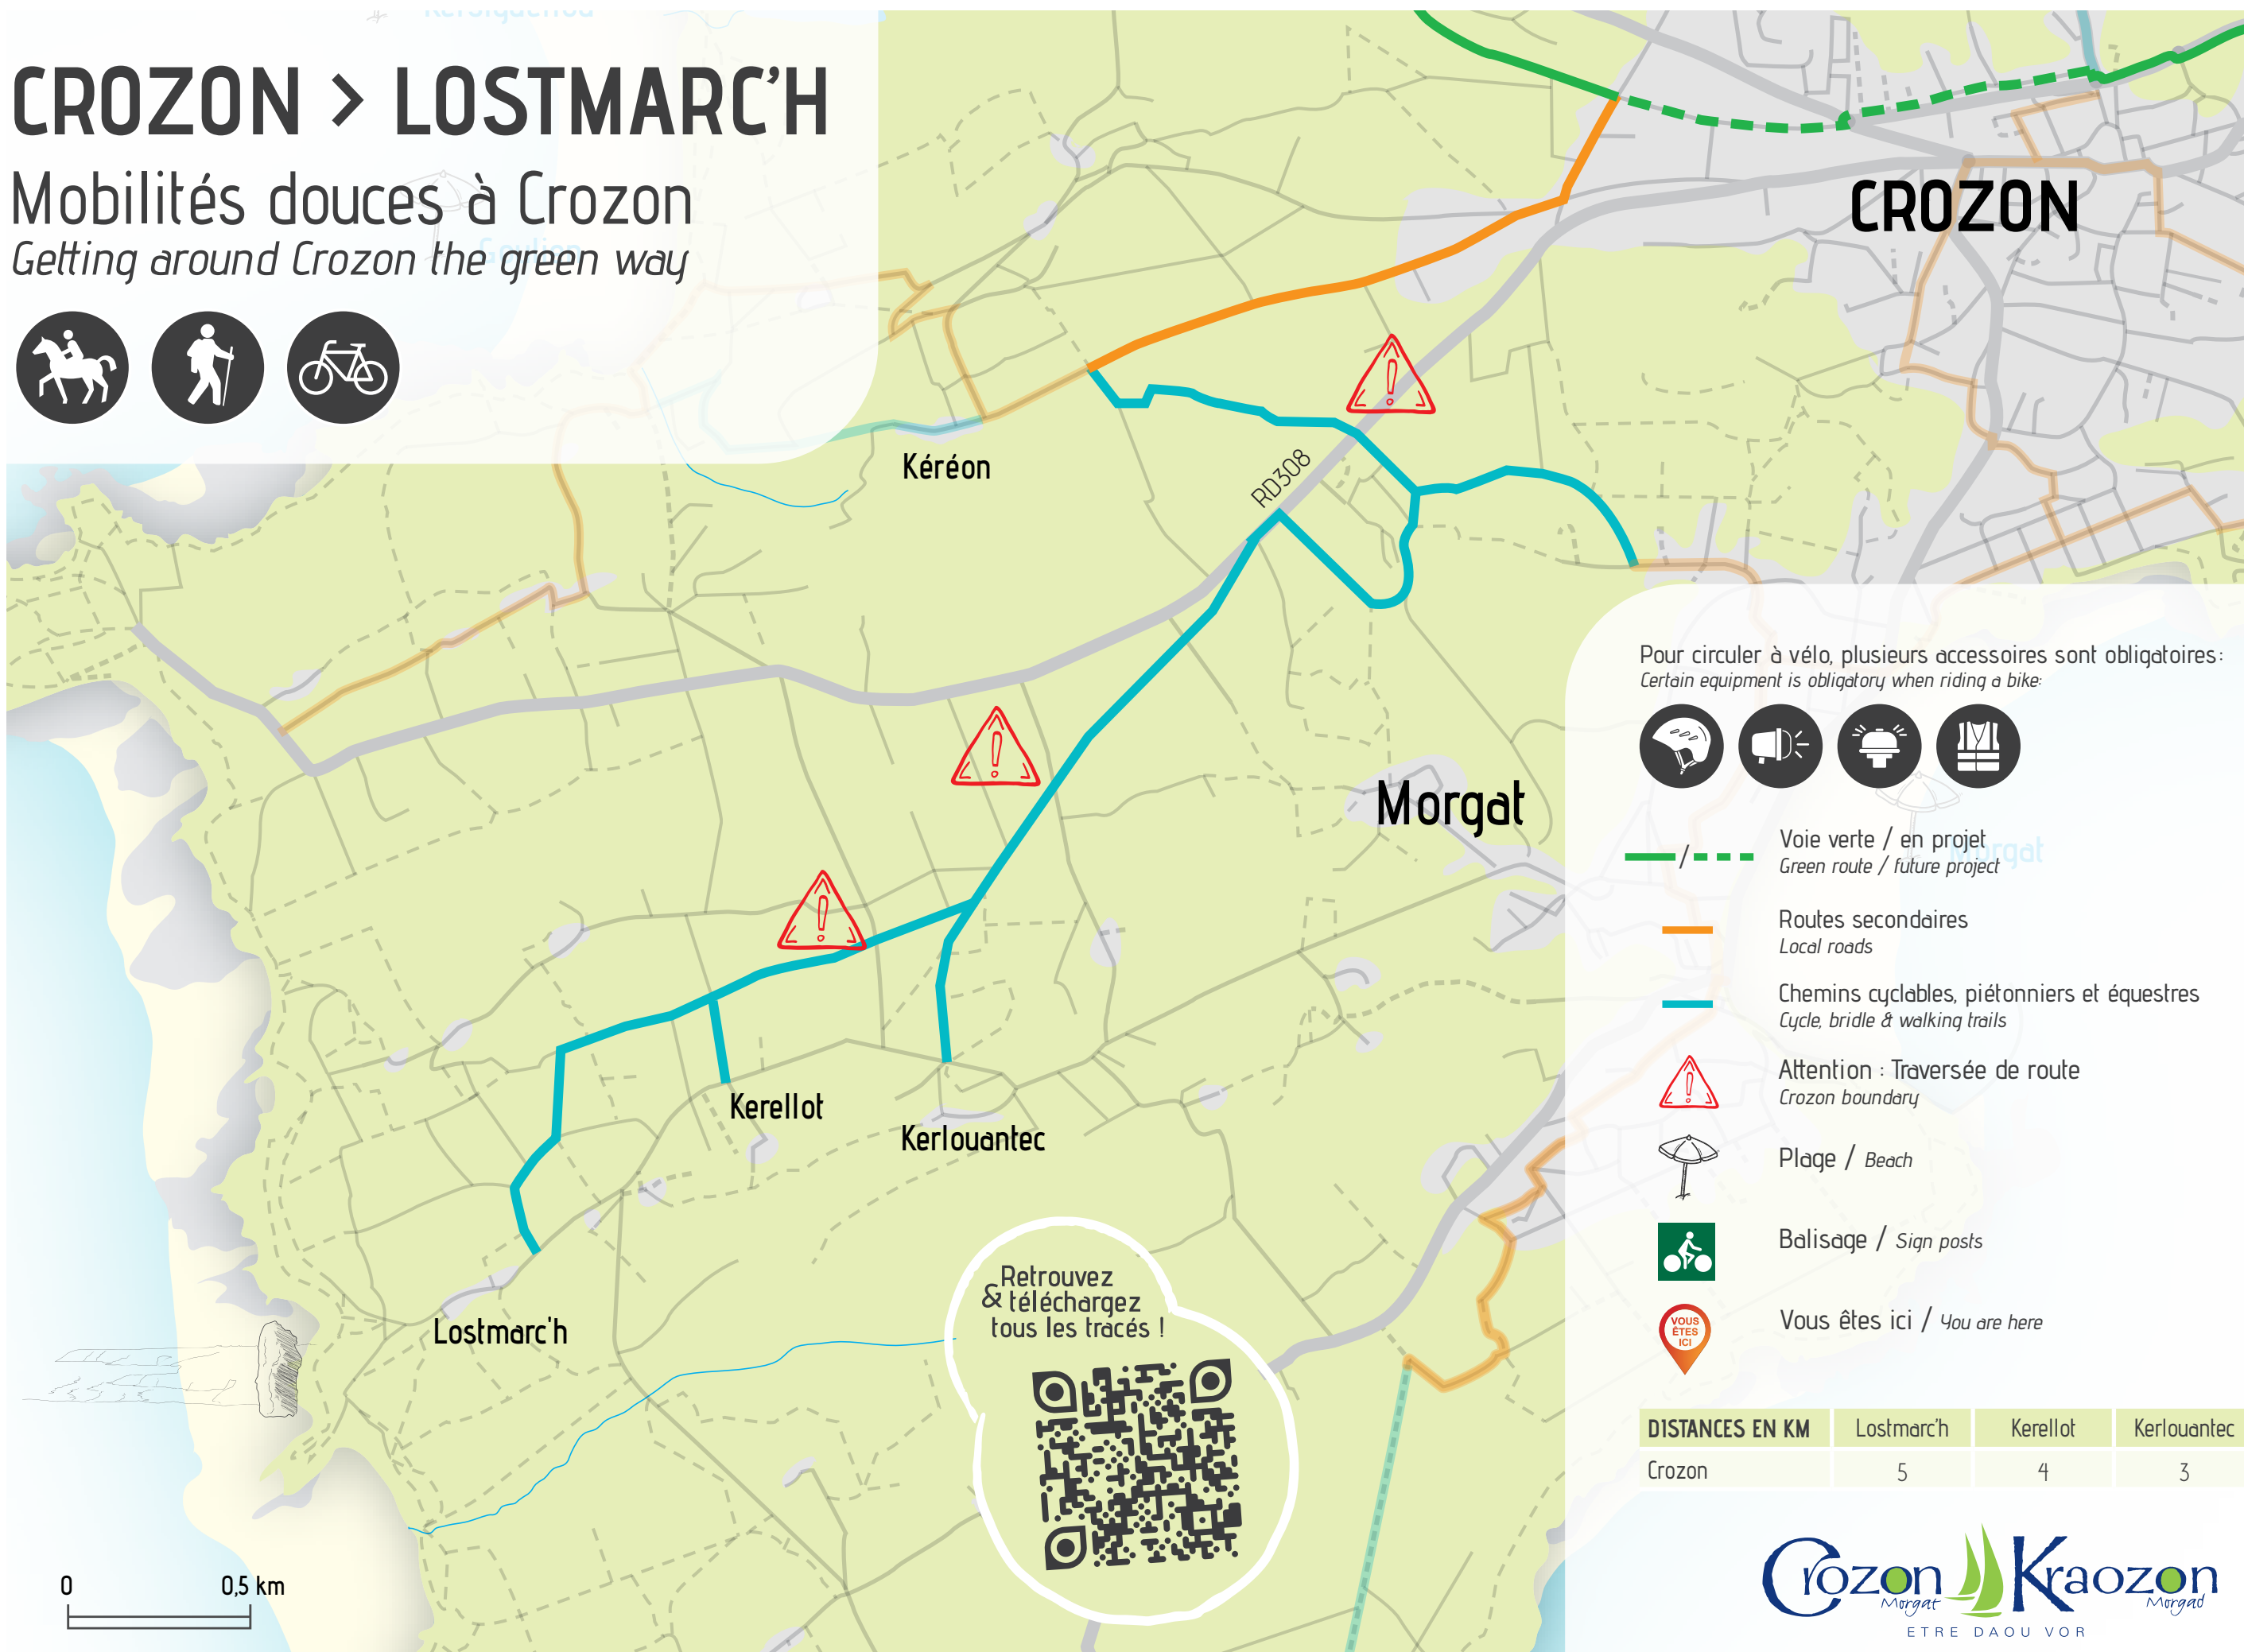 Kersiguénou
CROZON > LOSTMARC'H
Mobilités douces à Crozon
Goulien
Getting around Crozon the green way
CROZON
Kéréon
RD308
Morgat
Kerellot
Kerlouantec
Lostmarc'h
Retrouvez
& téléchargez
tous les tracés !
0 0,5 km
Pour circuler à vélo, plusieurs accessoires sont obligatoires:
Certain equipment is obligatory when riding a bike:
Morgat
/ Voie verte / en projet
Green route / future project
Routes secondaires
Local roads
Chemins cyclables, piétonniers et équestres
Cycle, bridle & walking trails
Attention : Traversée de route
Crozon boundary
Plage / Beach
Balisage / Sign posts
VOUS
ÊTES
ICI
Vous êtes ici / You are here
DISTANCES EN KM Lostmarc'h Kerellot Kerlouantec
Crozon 5 4 3
Crozon Kraozon
Morgat Morgad
ETRE DAOU VOR